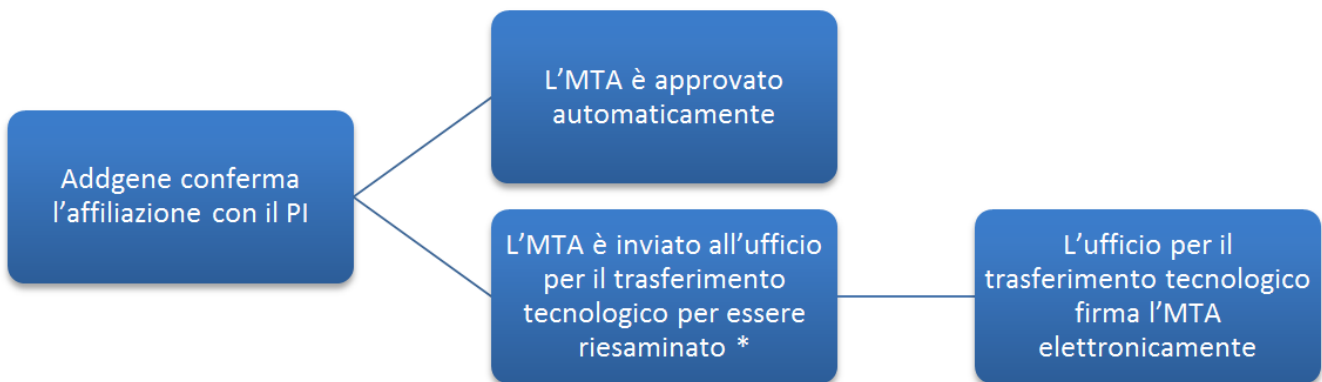 L'MTA è approvato
automaticamente
Addgene conferma
l'affiliazione con il PI
L'MTA è inviato all'ufficio
per il trasferimento
tecnologico per essere
riesaminato *
L'ufficio per il
trasferimento tecnologico
firma l'MTA
elettronicamente